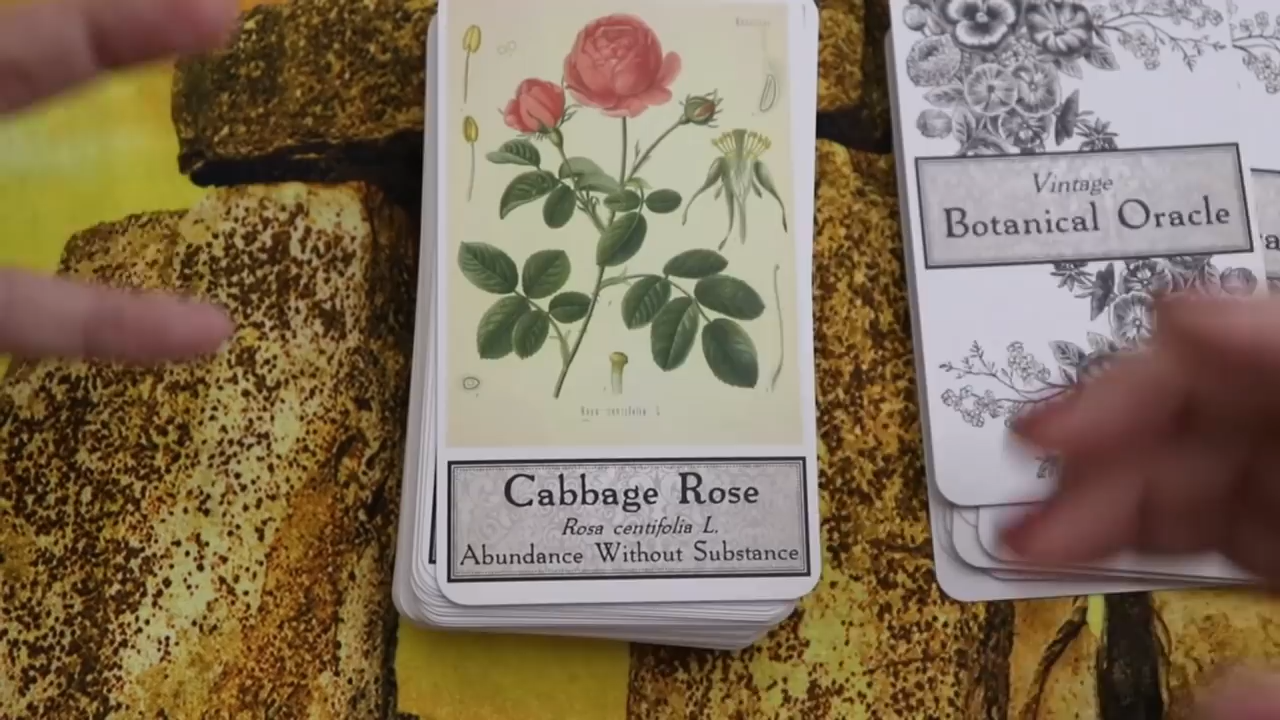 Cabbage Rose
Rosa centifolia L.
Abundance Without Substance
Vintage
Botanical Oracle